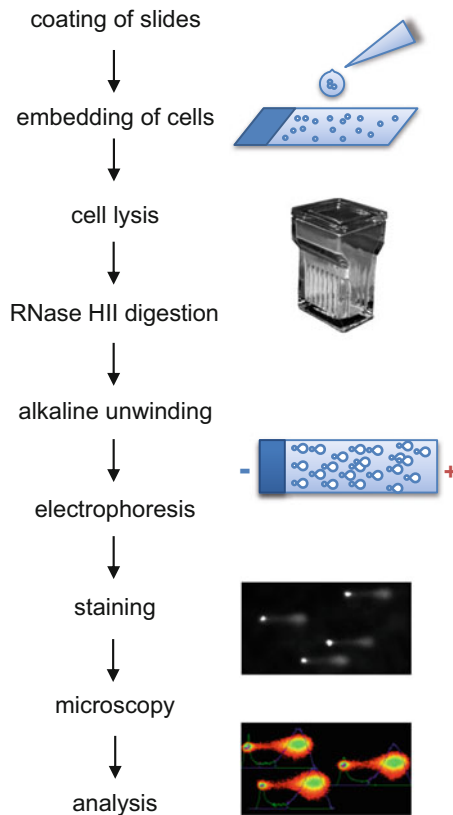 coating of slides
embedding of cells
cell lysis
RNase HII digestion
alkaline unwinding
- +
electrophoresis
staining
microscopy
analysis